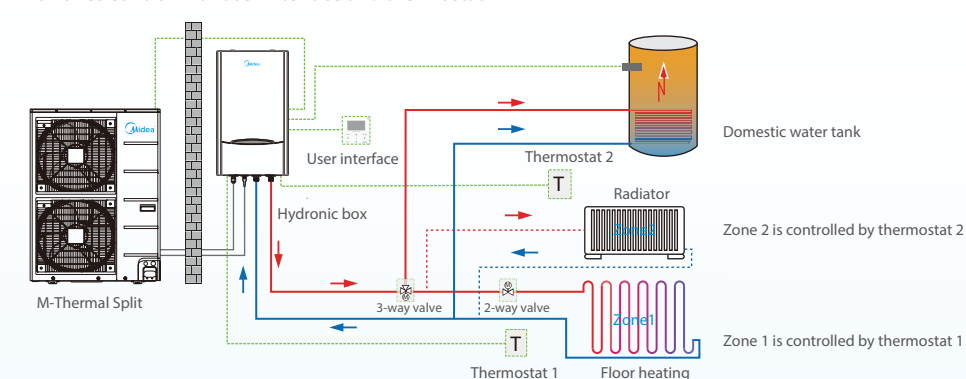 Midea
Midea
User interface
Thermostat 2
T
Domestic water tank
Hydronic box
Radiator
Zone2
Zone 2 is controlled by thermostat 2
M-Thermal Split
M
3-way valve
M
2-way valve
Zone1
T
Zone 1 is controlled by thermostat 1
Thermostat 1
Floor heating